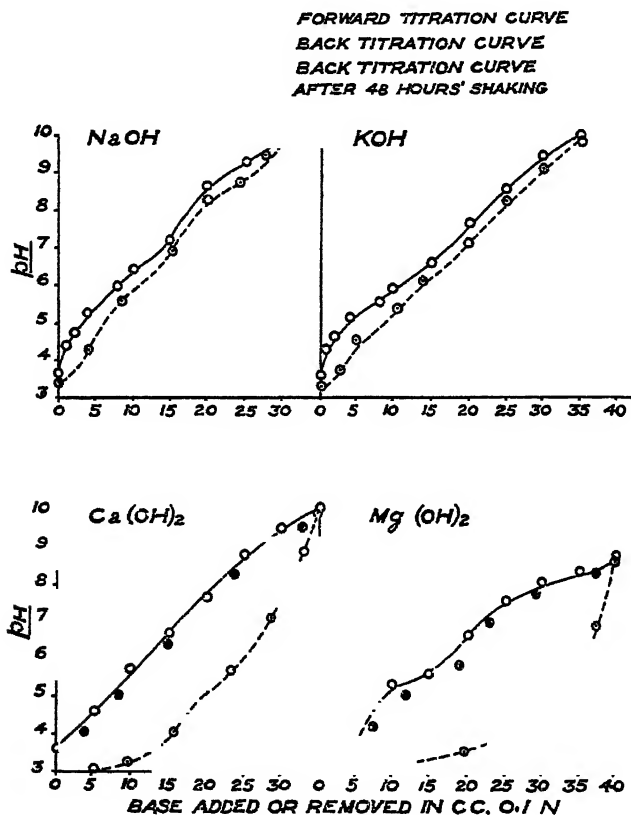 FORWARD TITRATION CURVE
BACK TITRATION CURVE
BACK TITRATION CURVE
AFTER 48 HOURS' SHAKING
NaOH
KOH
10
9
8
7
6
5
4
3
pH
0 5 10 15 20 25 30 0 5 10 15 20 25 30 35 40
Ca(OH)2
Mg(OH)2
10
9
8
7
6
5
4
3
pH
0 5 10 15 20 25 30 0 5 10 15 20 25 30 35 40
BASE ADDED OR REMOVED IN CC, 0.1 N